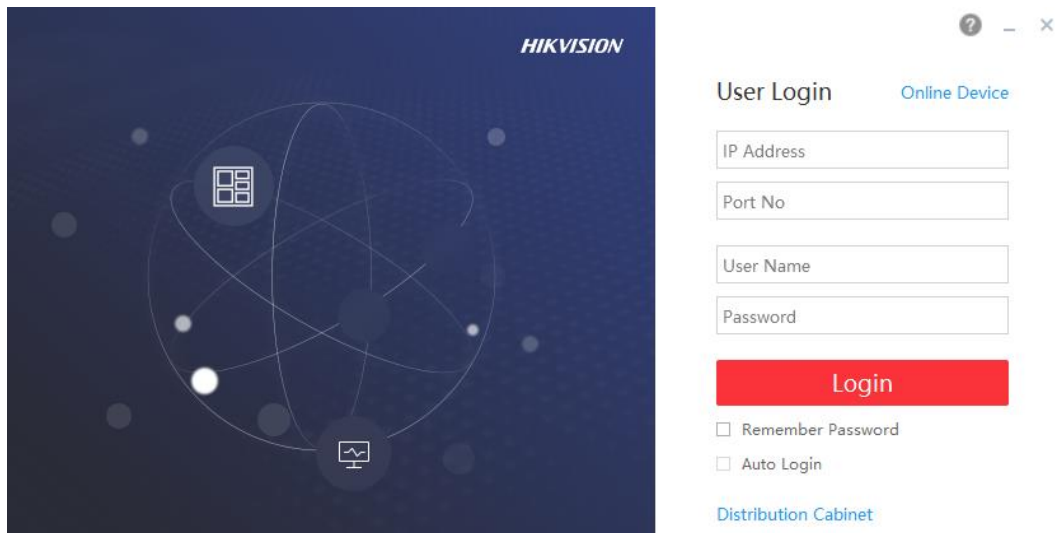 HIKVISION
User Login
Online Device
IP Address
Port No
User Name
Password
Login
Remember Password
Auto Login
Distribution Cabinet